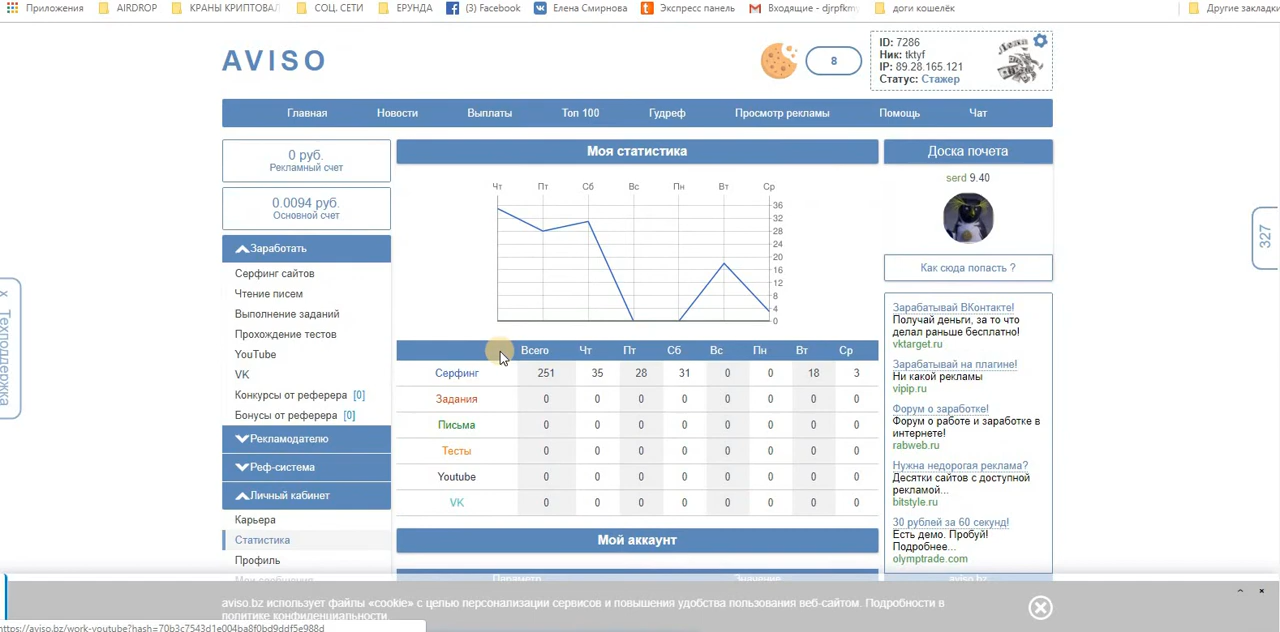 Приложения AIRDROP КРАНЫ КРИПТОВАЛ СОЦ. СЕТИ ЕРУНДА (3) Facebook Елена Смирнова Экспресс панель Входящие - djrpfkm доги кошелёк Другие закладки
AVISO
8
ID: 7286
Ник: tktyf
IP: 89.28.165.121
Статус: Стажер
Главная Новости Выплаты Топ 100 Гудреф Просмотр рекламы Помощь Чат
0 руб.
Рекламный счет
0.0094 руб.
Основной счет
Заработать
Серфинг сайтов
Чтение писем
Выполнение заданий
Прохождение тестов
YouTube
VK
Конкурсы от реферера [0]
Бонусы от реферера [0]
Рекламодателю
Реф-система
Личный кабинет
Карьера
Статистика
Профиль
Мои сообщения
x Техподдержка
Моя статистика
Чт Пт Сб Вс Пн Вт Ср
36
32
28
24
20
16
12
8
4
0
Всего Чт Пт Сб Вс Пн Вт Ср
Серфинг 251 35 28 31 0 0 18 3
Задания 0 0 0 0 0 0 0 0
Письма 0 0 0 0 0 0 0 0
Тесты 0 0 0 0 0 0 0 0
Youtube 0 0 0 0 0 0 0 0
VK 0 0 0 0 0 0 0 0
Мой аккаунт
Параметр Значение
Доска почета
serd 9.40
Как сюда попасть ?
Зарабатывай ВКонтакте!
Получай деньги, за то что
делал раньше бесплатно!
vktarget.ru
Зарабатвай на плагине!
Ни какой рекламы
vipip.ru
Форум о заработке!
Форум о работе и заработке в
интернете!
rabweb.ru
Нужна недорогая реклама?
Десятки сайтов с доступной
рекламой...
bitstyle.ru
30 рублей за 60 секунд!
Есть демо. Пробуй!
Подробнее...
olymptrade.com
aviso.bz
327
aviso.bz использует файлы «cookie» с целью персонализации сервисов и повышения удобства пользования веб-сайтом. Подробности в
политике конфиденциальности
https://aviso.bz/work-youtube?hash=70b3c7543d1e004ba8f0bd9ddf5e988d